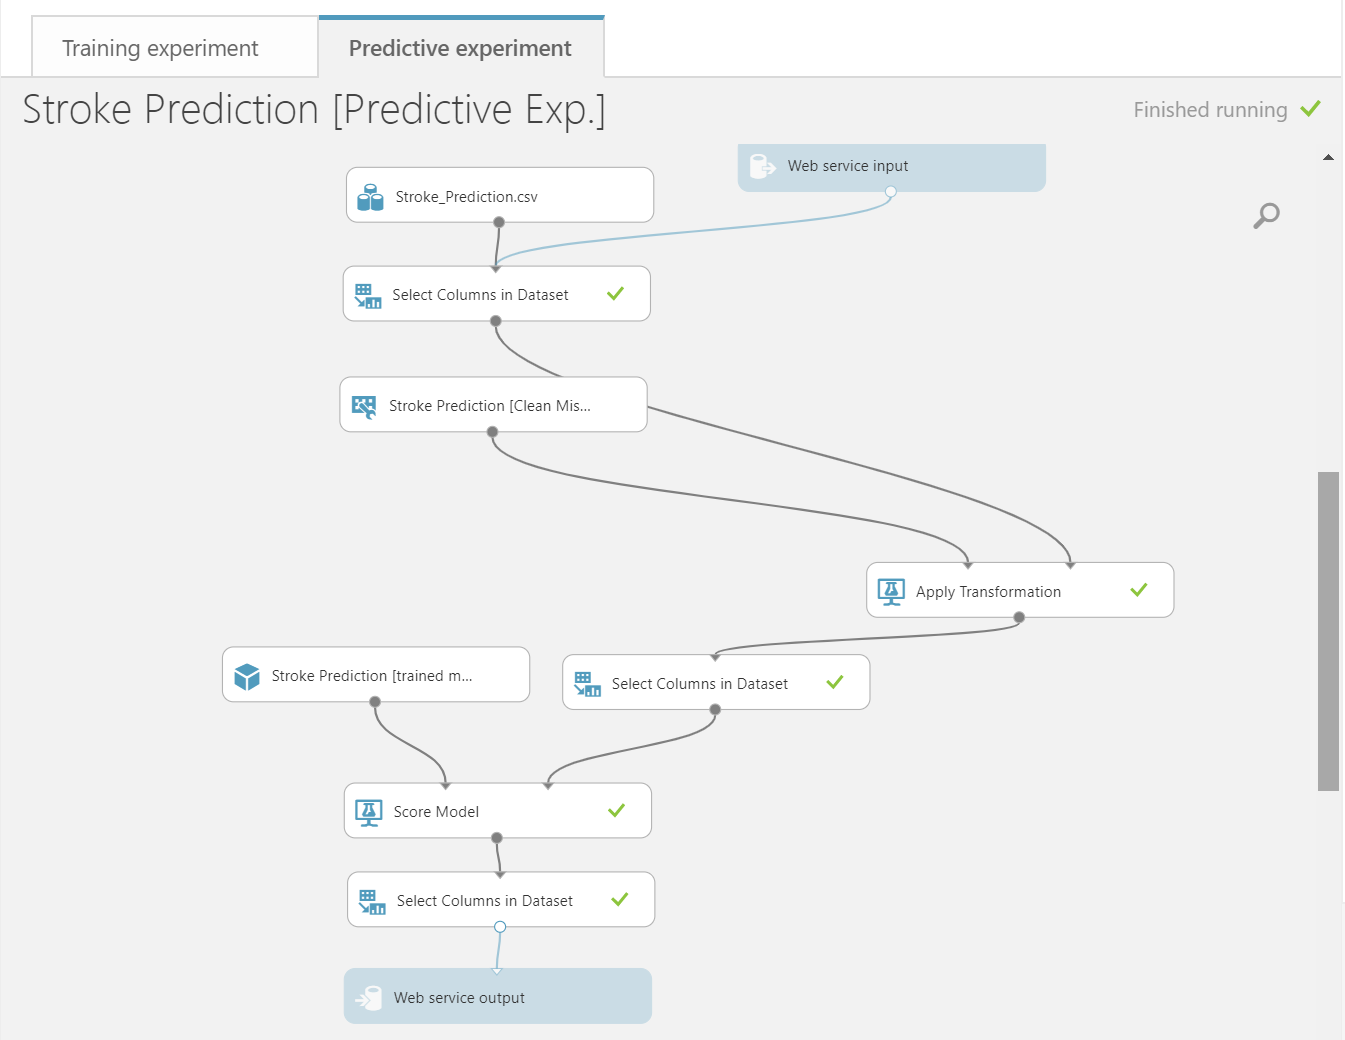 Training experiment
Predictive experiment
Stroke Prediction [Predictive Exp.]
Finished running
Web service input
Stroke_Prediction.csv
Select Columns in Dataset
Stroke Prediction [Clean Mis...
Apply Transformation
Stroke Prediction [trained m...
Select Columns in Dataset
Score Model
Select Columns in Dataset
Web service output